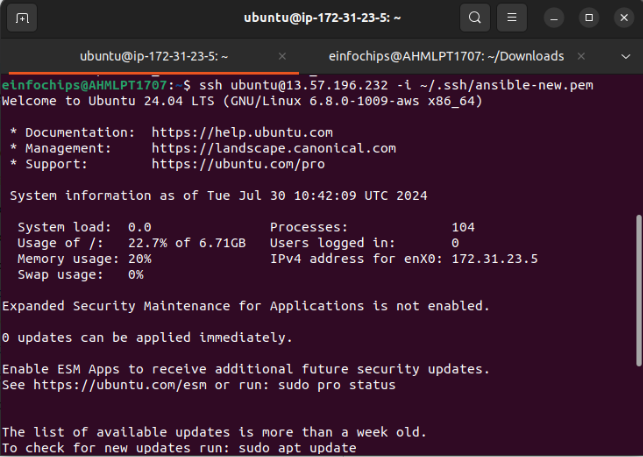 ubuntu@ip-172-31-23-5: ~
ubuntu@ip-172-31-23-5: ~ × einfochips@AHMLPT1707: ~/Downloads ×
einfochips@AHMLPT1707:~$ ssh ubuntu@13.57.196.232 -i ~/.ssh/ansible-new.pem
Welcome to Ubuntu 24.04 LTS (GNU/Linux 6.8.0-1009-aws x86_64)
* Documentation:  https://help.ubuntu.com
* Management:     https://landscape.canonical.com
* Support:        https://ubuntu.com/pro
System information as of Tue Jul 30 10:42:09 UTC 2024
System load:  0.0               Processes:             104
Usage of /:   22.7% of 6.71GB   Users logged in:       0
Memory usage: 20%               IPv4 address for enX0: 172.31.23.5
Swap usage:   0%
Expanded Security Maintenance for Applications is not enabled.
0 updates can be applied immediately.
Enable ESM Apps to receive additional future security updates.
See https://ubuntu.com/esm or run: sudo pro status
The list of available updates is more than a week old.
To check for new updates run: sudo apt update